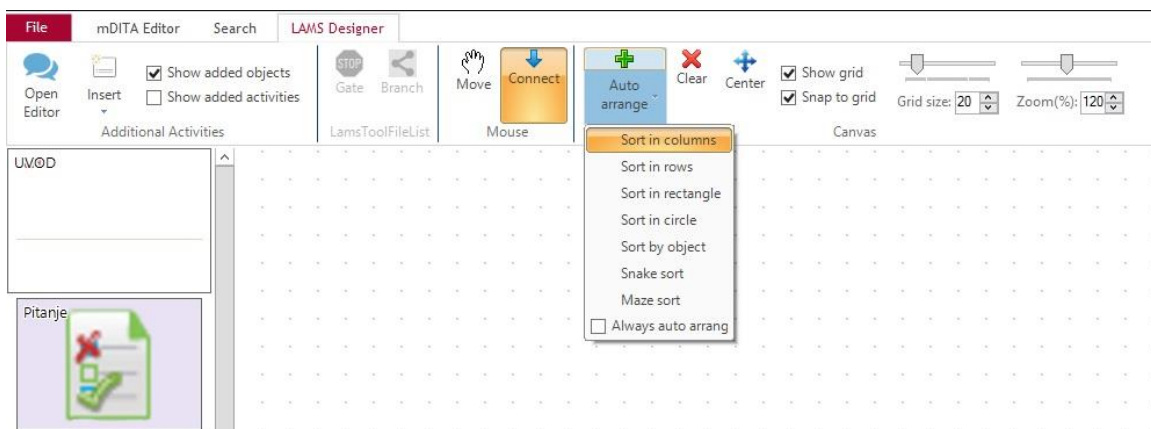 File mDITA Editor Search LAMS Designer
Open Editor
Insert
Show added objects
Show added activities
Additional Activities
STOP
Gate
Branch
LamsToolFileList
Move
Connect
Mouse
Auto arrange
Clear
Center
Show grid
Snap to grid
Grid size: 20
Zoom(%): 120
Canvas
Sort in columns
Sort in rows
Sort in rectangle
Sort in circle
Sort by object
Snake sort
Maze sort
Always auto arrang
Pitanje